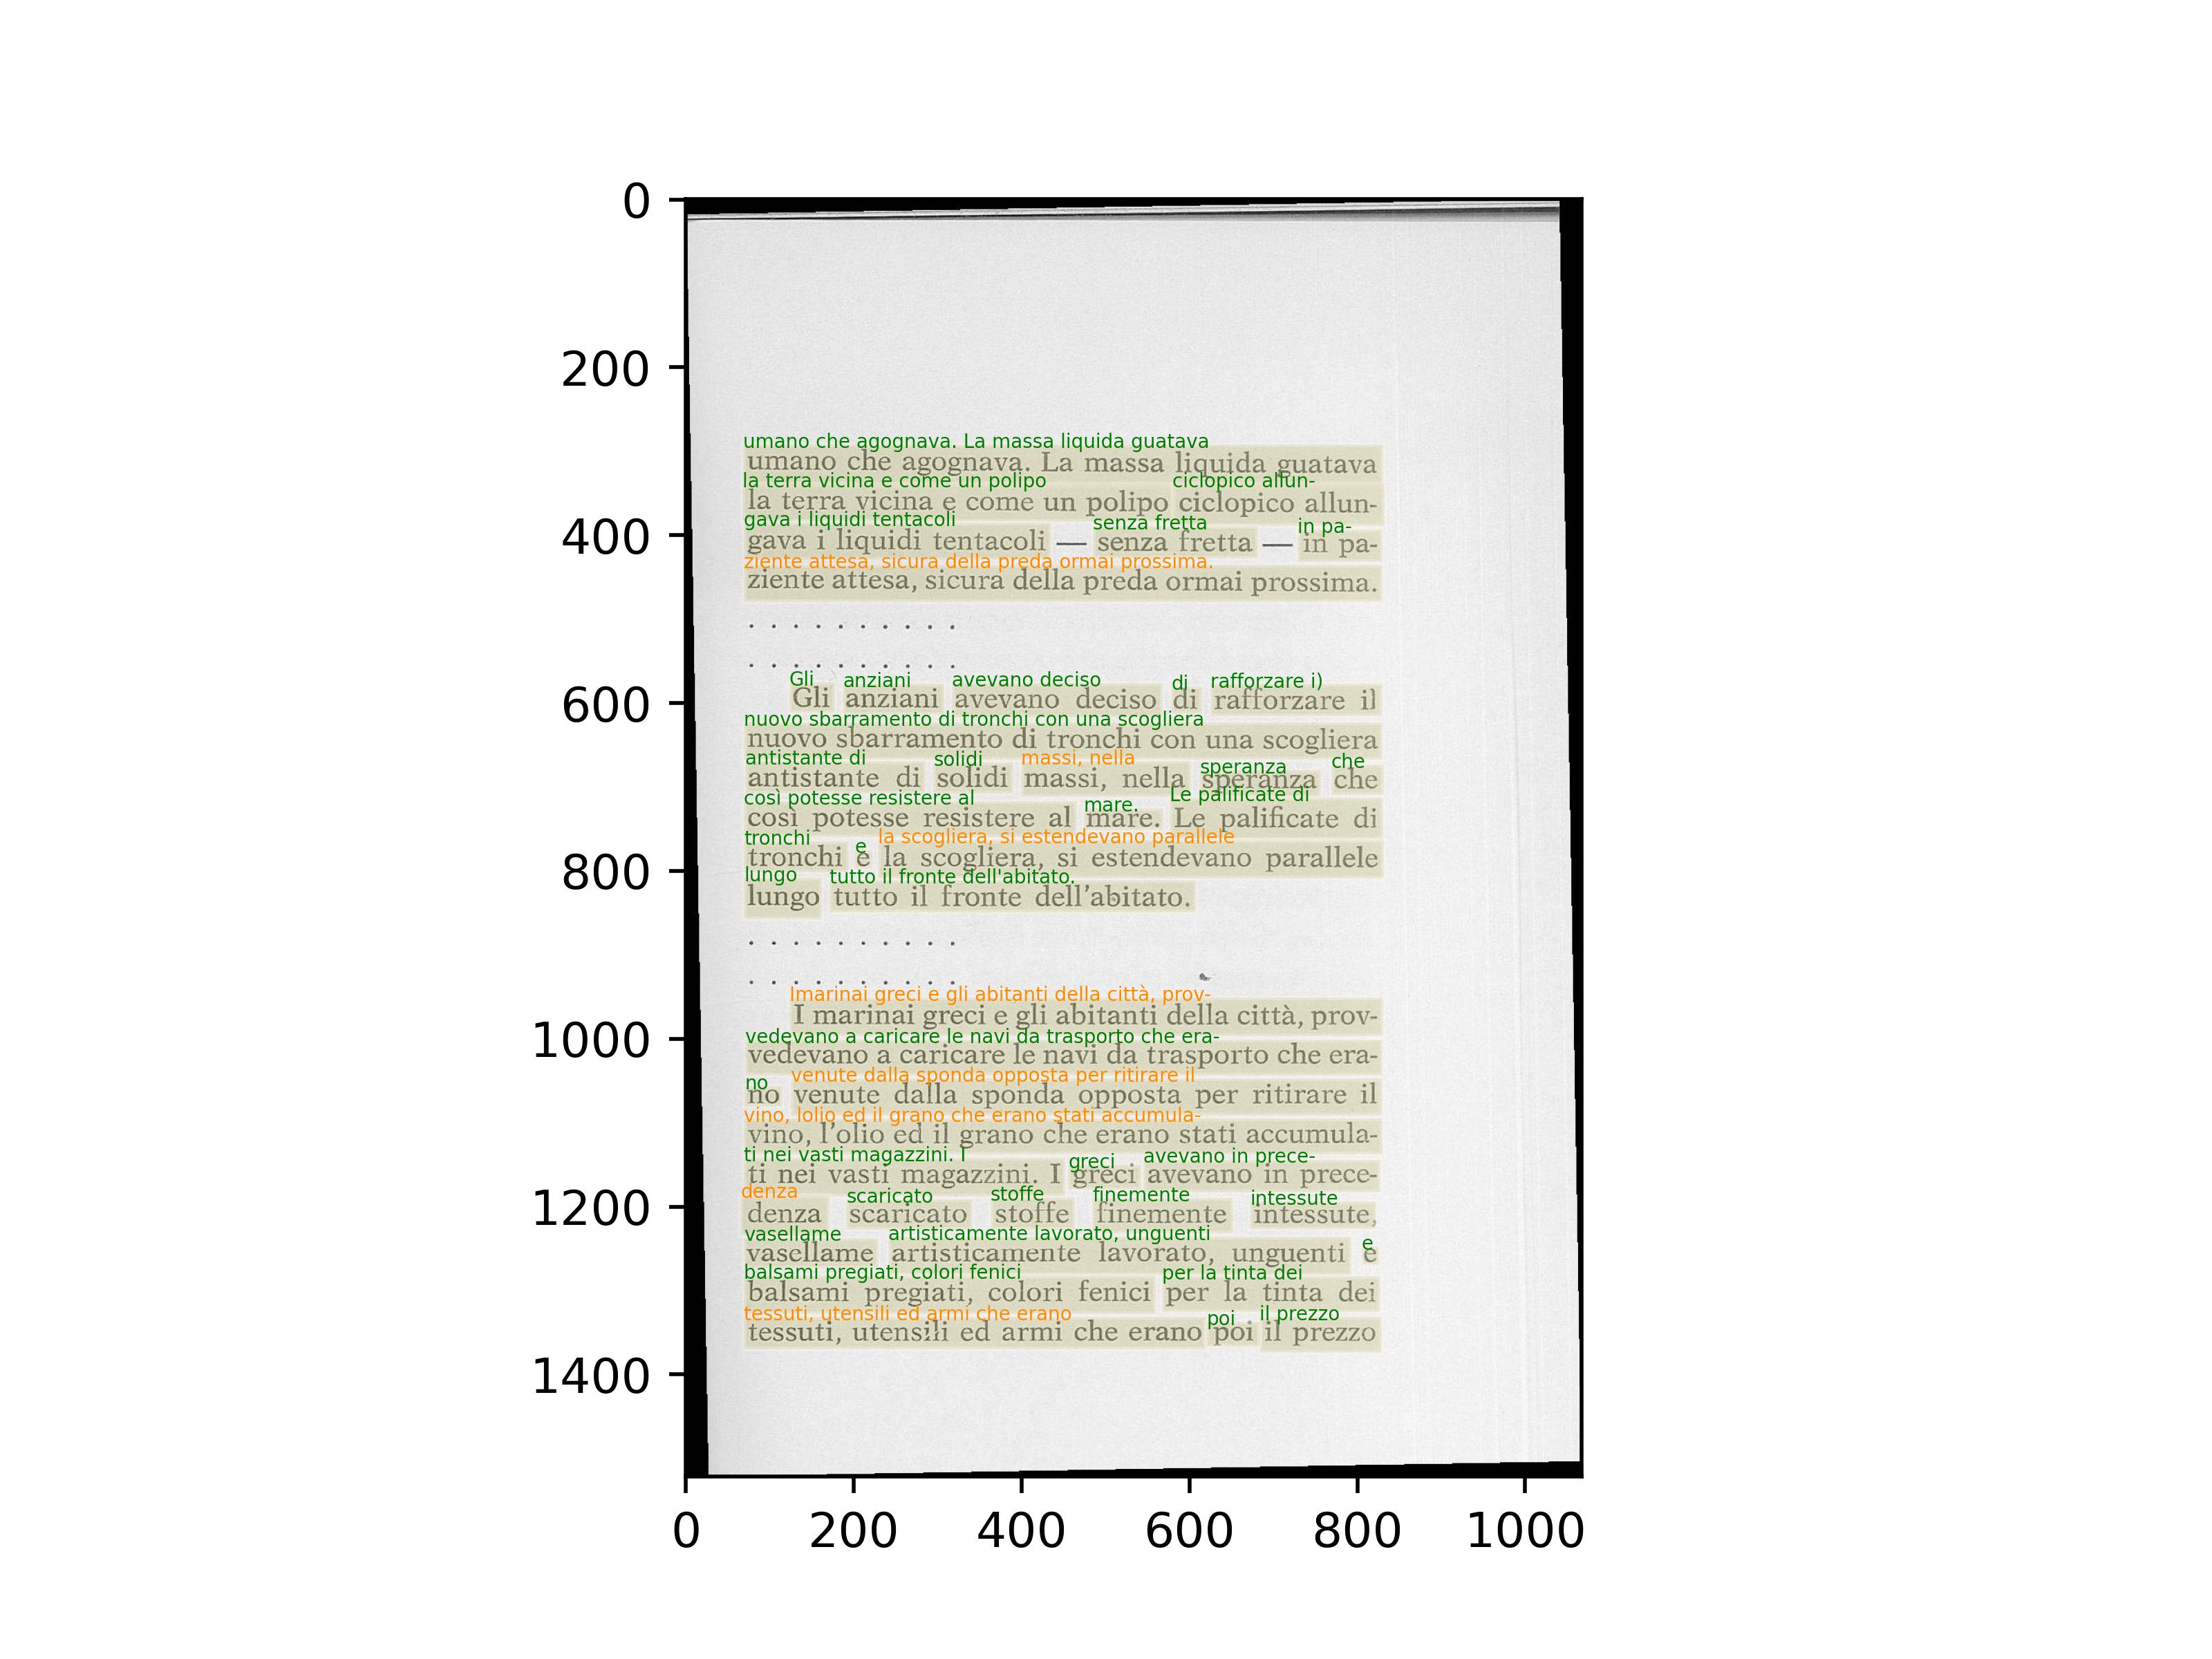 0
200
400
600
800
1000
1200
1400
umano che agognava. La massa liquida guatava
umano che agognava. La massa liquida guatava
la terra vicina e come un polipo ciclopico allun-
la terra vicina e come un polipo ciclopico allun-
gava i liquidi tentacoli senza fretta in pa-
gava i liquidi tentacoli — senza fretta — in pa-
ziente attesa, sicura della preda ormai prossima.
ziente attesa, sicura della preda ormai prossima.
. . . . . . . . . .
. . . . . . . . . .
Gli anziani avevano deciso di rafforzare i)
Gli anziani avevano deciso di rafforzare il
nuovo sbarramento di tronchi con una scogliera
nuovo sbarramento di tronchi con una scogliera
antistante di solidi massi, nella speranza che
antistante di solidi massi, nella speranza che
così potesse resistere al mare. Le palificate di
così potesse resistere al mare. Le palificate di
tronchi e la scogliera, si estendevano parallele
tronchi e la scogliera, si estendevano parallele
lungo tutto il fronte dell'abitato.
lungo tutto il fronte dell'abitato.
. . . . . . . . . .
. . . . . . . . . .
Imarinai greci e gli abitanti della città, prov-
I marinai greci e gli abitanti della città, prov-
vedevano a caricare le navi da trasporto che era-
vedevano a caricare le navi da trasporto che era-
no venute dalla sponda opposta per ritirare il
no venute dalla sponda opposta per ritirare il
vino, lolio ed il grano che erano stati accumula-
vino, l'olio ed il grano che erano stati accumula-
ti nei vasti magazzini. I greci avevano in prece-
ti nei vasti magazzini. I greci avevano in prece-
denza scaricato stoffe finemente intessute
denza scaricato stoffe finemente intessute,
vasellame artisticamente lavorato, unguenti e
vasellame artisticamente lavorato, unguenti e
balsami pregiati, colori fenici per la tinta dei
balsami pregiati, colori fenici per la tinta dei
tessuti, utensili ed armi che erano poi il prezzo
tessuti, utensili ed armi che erano poi il prezzo
0 200 400 600 800 1000